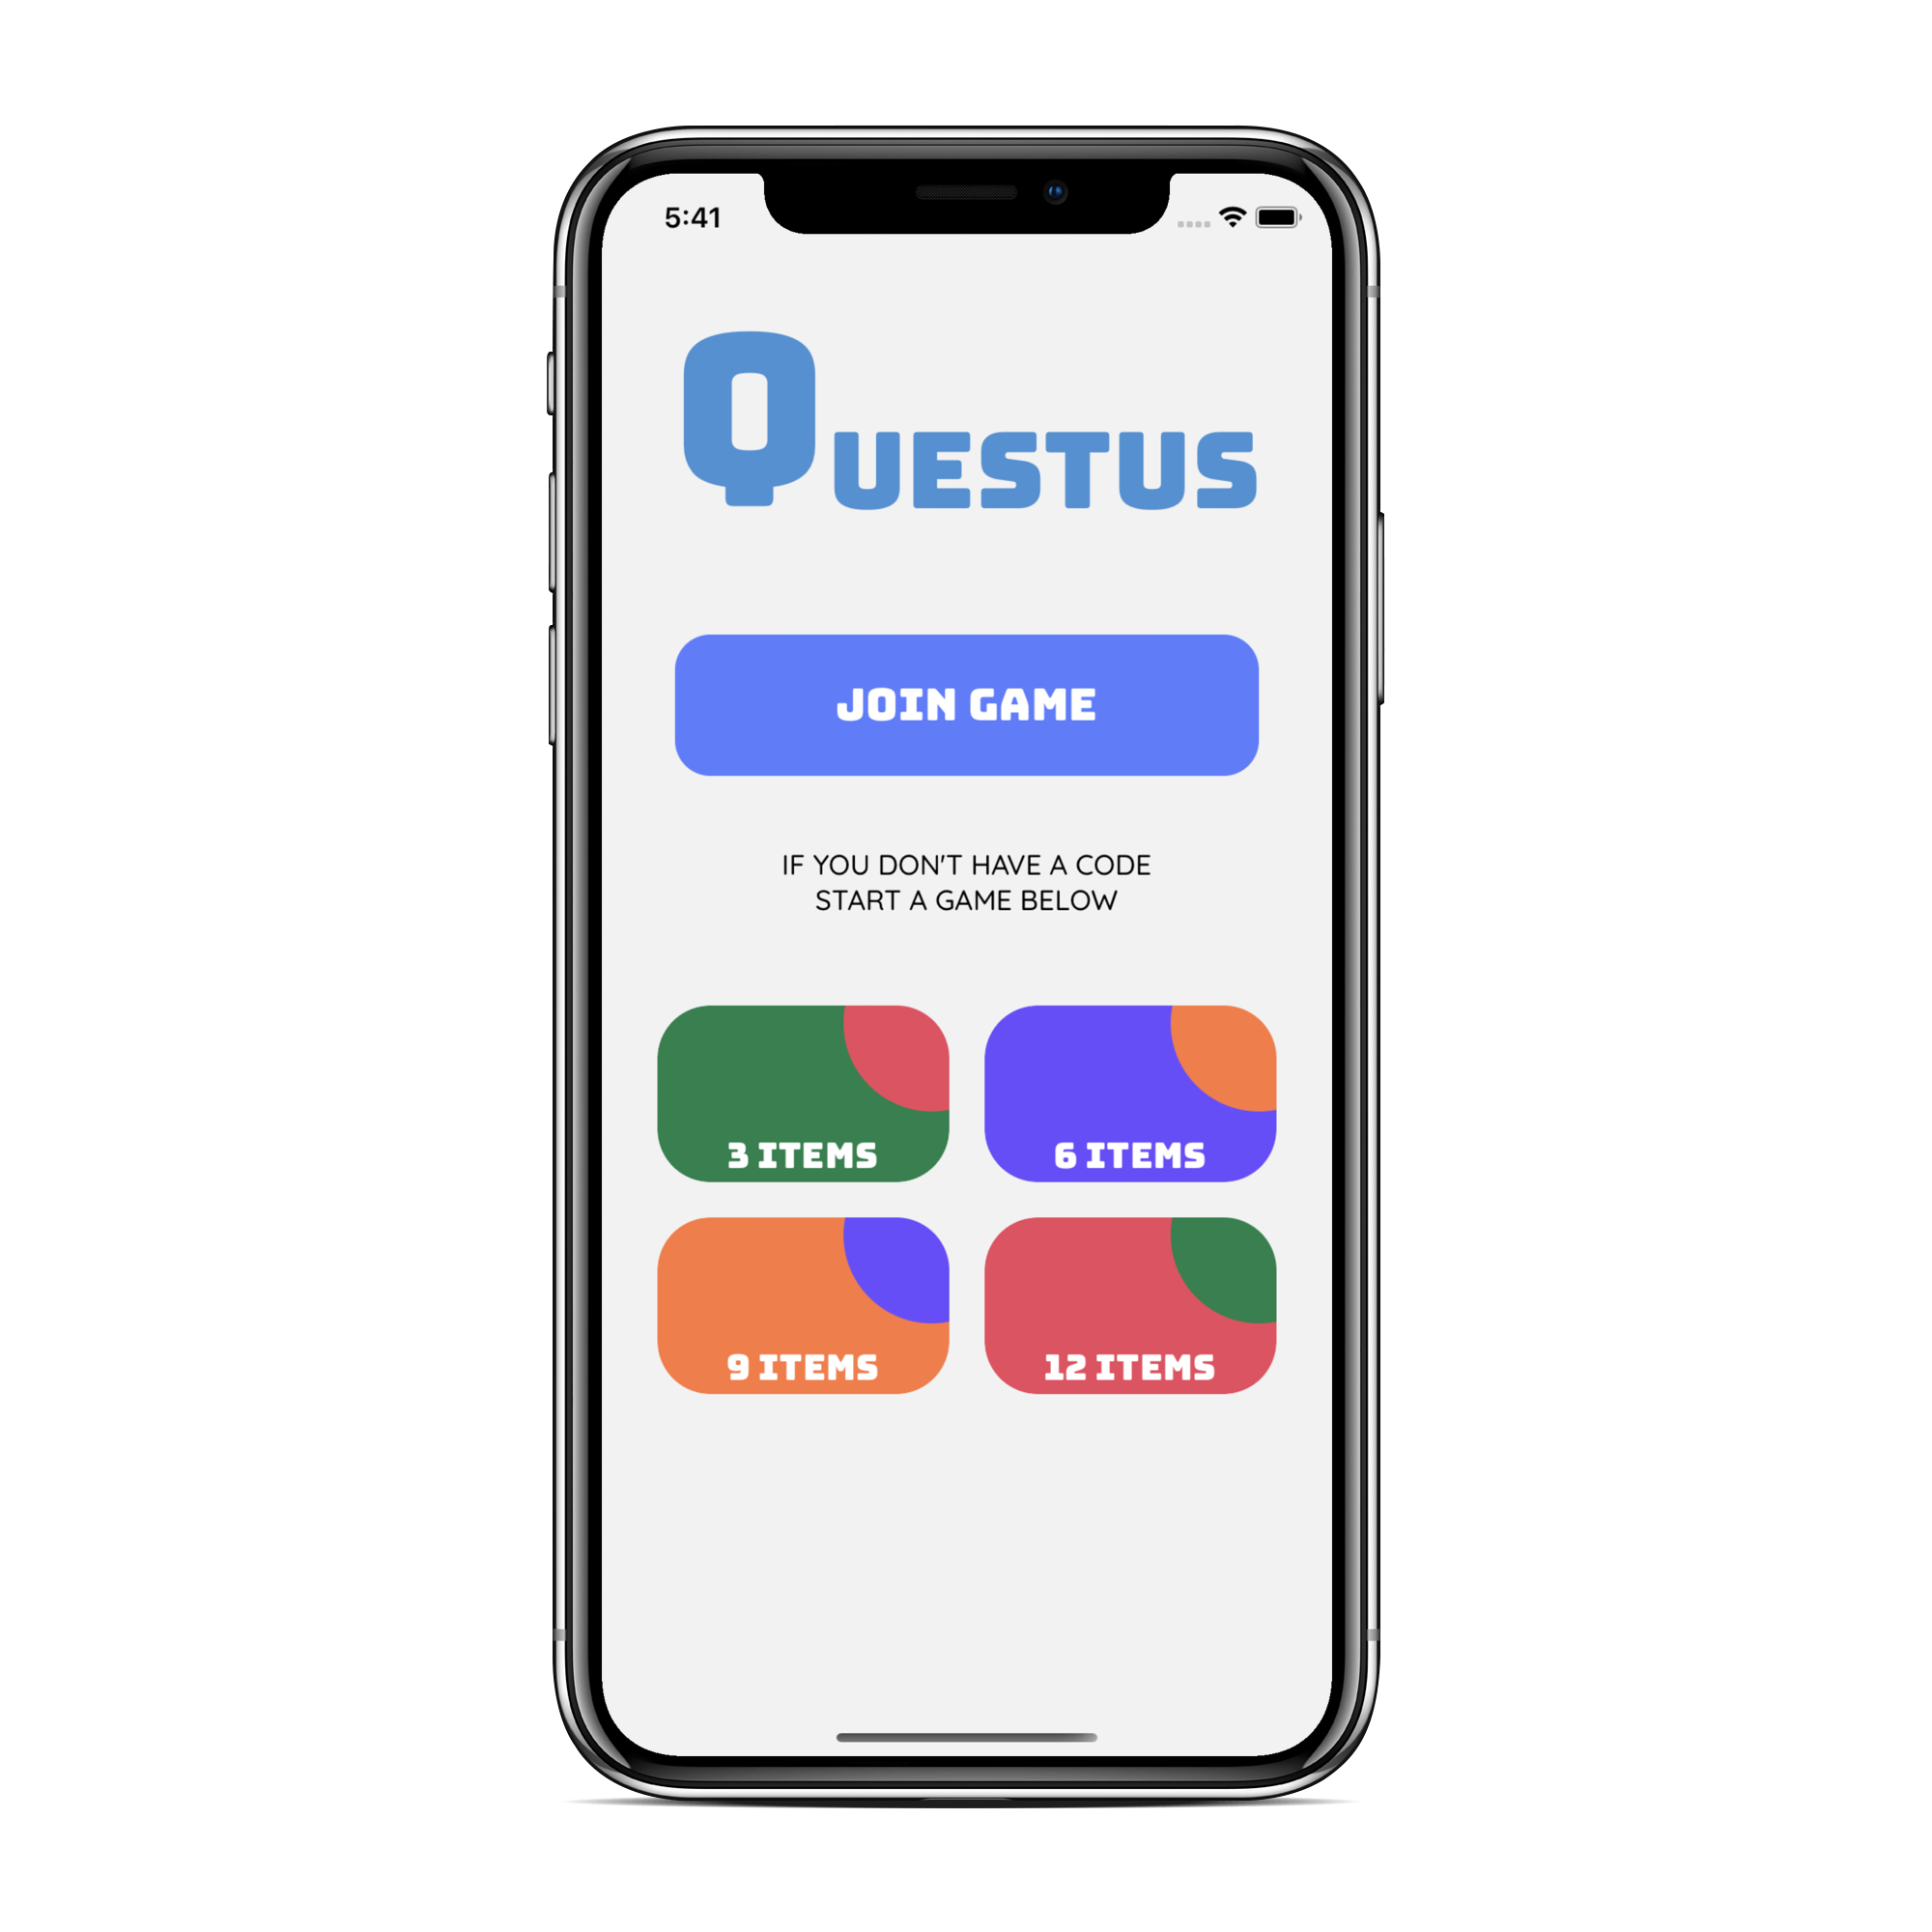 5:41
QUESTUS
JOIN GAME
IF YOU DON'T HAVE A CODE
START A GAME BELOW
3 ITEMS
6 ITEMS
9 ITEMS
12 ITEMS